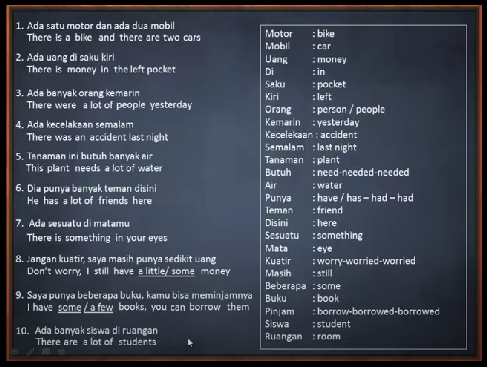 1. Ada satu motor dan ada dua mobil
There is a bike and there are two cars
2. Ada uang di saku kiri
There is money in the left pocket
3. Ada banyak orang kemarin
There were a lot of people yesterday
4. Ada kecelakaan semalam
There was an accident last night
5. Tanaman ini butuh banyak air
This plant needs a lot of water
6. Dia punya banyak teman disini
He has a lot of friends here
7. Ada sesuatu di matamu
There is something in your eyes
8. Jangan kuatir, saya masih punya sedikit uang
Don't worry, I still have a little/ some money
9. Saya punya beberapa buku, kamu bisa meminjamnya
I have some / a few books, you can borrow them
10. Ada banyak siswa di ruangan
There are a lot of students
Motor : bike
Mobil : car
Uang : money
Di : in
Saku : pocket
Kiri : left
Orang : person / people
Kemarin : yesterday
Kecelekaan : accident
Semalam : last night
Tanaman : plant
Butuh : need-needed-needed
Air : water
Punya : have / has – had – had
Teman : friend
Disini : here
Sesuatu : something
Mata : eye
Kuatir : worry-worried-worried
Masih : still
Beberapa : some
Buku : book
Pinjam : borrow-borrowed-borrowed
Siswa : student
Ruangan : room